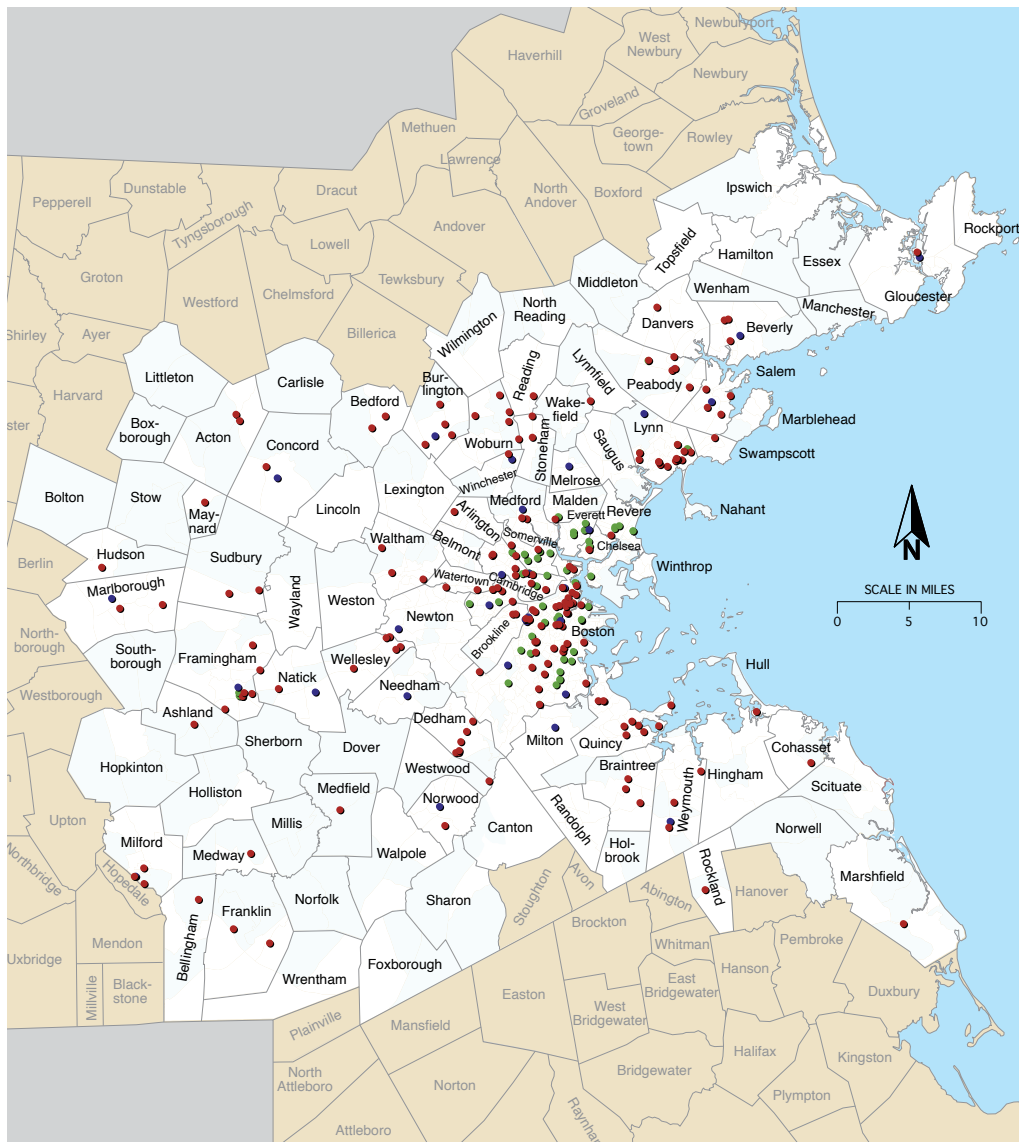 Newburyport
West
Newbury
Haverhill
Newbury
Groveland
Methuen
George-
town
Rowley
Lawrence
Dunstable
Dracut
Pepperell
North
Andover
Boxford
Ipswich
Tyngsborough
Andover
Rockport
Lowell
Topsfield
Hamilton
Essex
Groton
Tewksbury
Middleton
Wenham
Westford
Chelmsford
Gloucester
North
Reading
Manchester
Shirley
Ayer
Billerica
Wilmington
Danvers
Beverly
Reading
Lynnfield
Salem
Littleton
Carlisle
Bur-
lington
Peabody
Harvard
Bedford
Wake-
field
Marblehead
ster
Box-
borough
Acton
Concord
Woburn
Stoneham
Lynn
Saugus
Swampscott
Winchester
Melrose
Bolton
Stow
Lexington
Lincoln
May-
nard
Medford
Malden
Nahant
Arlington
Everett
Revere
N
Waltham
Belmont
Somerville
Chelsea
Berlin
Hudson
Sudbury
Winthrop
Marlborough
Watertown
Cambridge
SCALE IN MILES
0
5
10
Wayland
Weston
Newton
North-
borough
Brookline
Boston
South-
borough
Framingham
Wellesley
Hull
Natick
Needham
Westborough
Ashland
Dedham
Sherborn
Milton
Quincy
Dover
Cohasset
Hopkinton
Westwood
Braintree
Hingham
Holliston
Medfield
Scituate
Norwood
Weymouth
Upton
Millis
Canton
Randolph
Norwell
Milford
Medway
Walpole
Hol-
brook
Northbridge
Hopedale
Rockland
Marshfield
Stoughton
Avon
Abington
Hanover
Norfolk
Sharon
Franklin
Brockton
Mendon
Bellingham
Whitman
Pembroke
Uxbridge
Foxborough
Hanson
Wrentham
Millville
Black-
stone
Easton
East
Bridgewater
Duxbury
West
Bridgewater
Plainville
Mansfield
Halifax
Kingston
North
Attleboro
Norton
Bridgewater
Plympton
Raynham
Attleboro